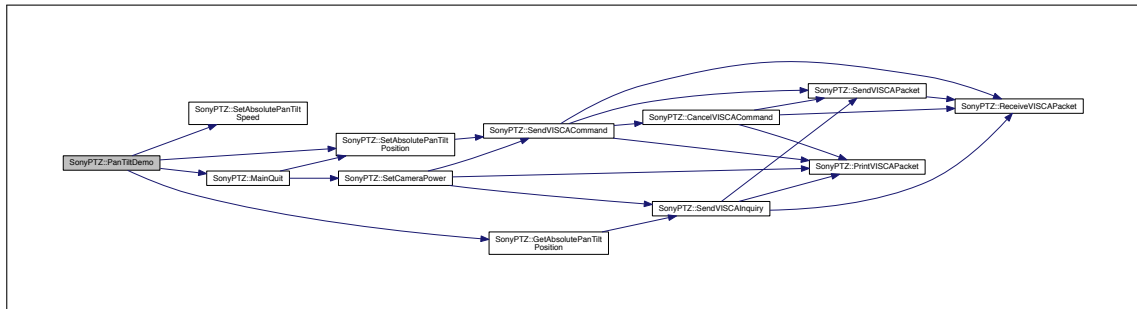 SonyPTZ::PanTiltDemo
SonyPTZ::SetAbsolutePanTilt
Speed
SonyPTZ::MainQuit
SonyPTZ::SetAbsolutePanTilt
Position
SonyPTZ::SetCameraPower
SonyPTZ::SendVISCACommand
SonyPTZ::GetAbsolutePanTilt
Position
SonyPTZ::CancelVISCACommand
SonyPTZ::SendVISCAInquiry
SonyPTZ::SendVISCAPacket
SonyPTZ::PrintVISCAPacket
SonyPTZ::ReceiveVISCAPacket